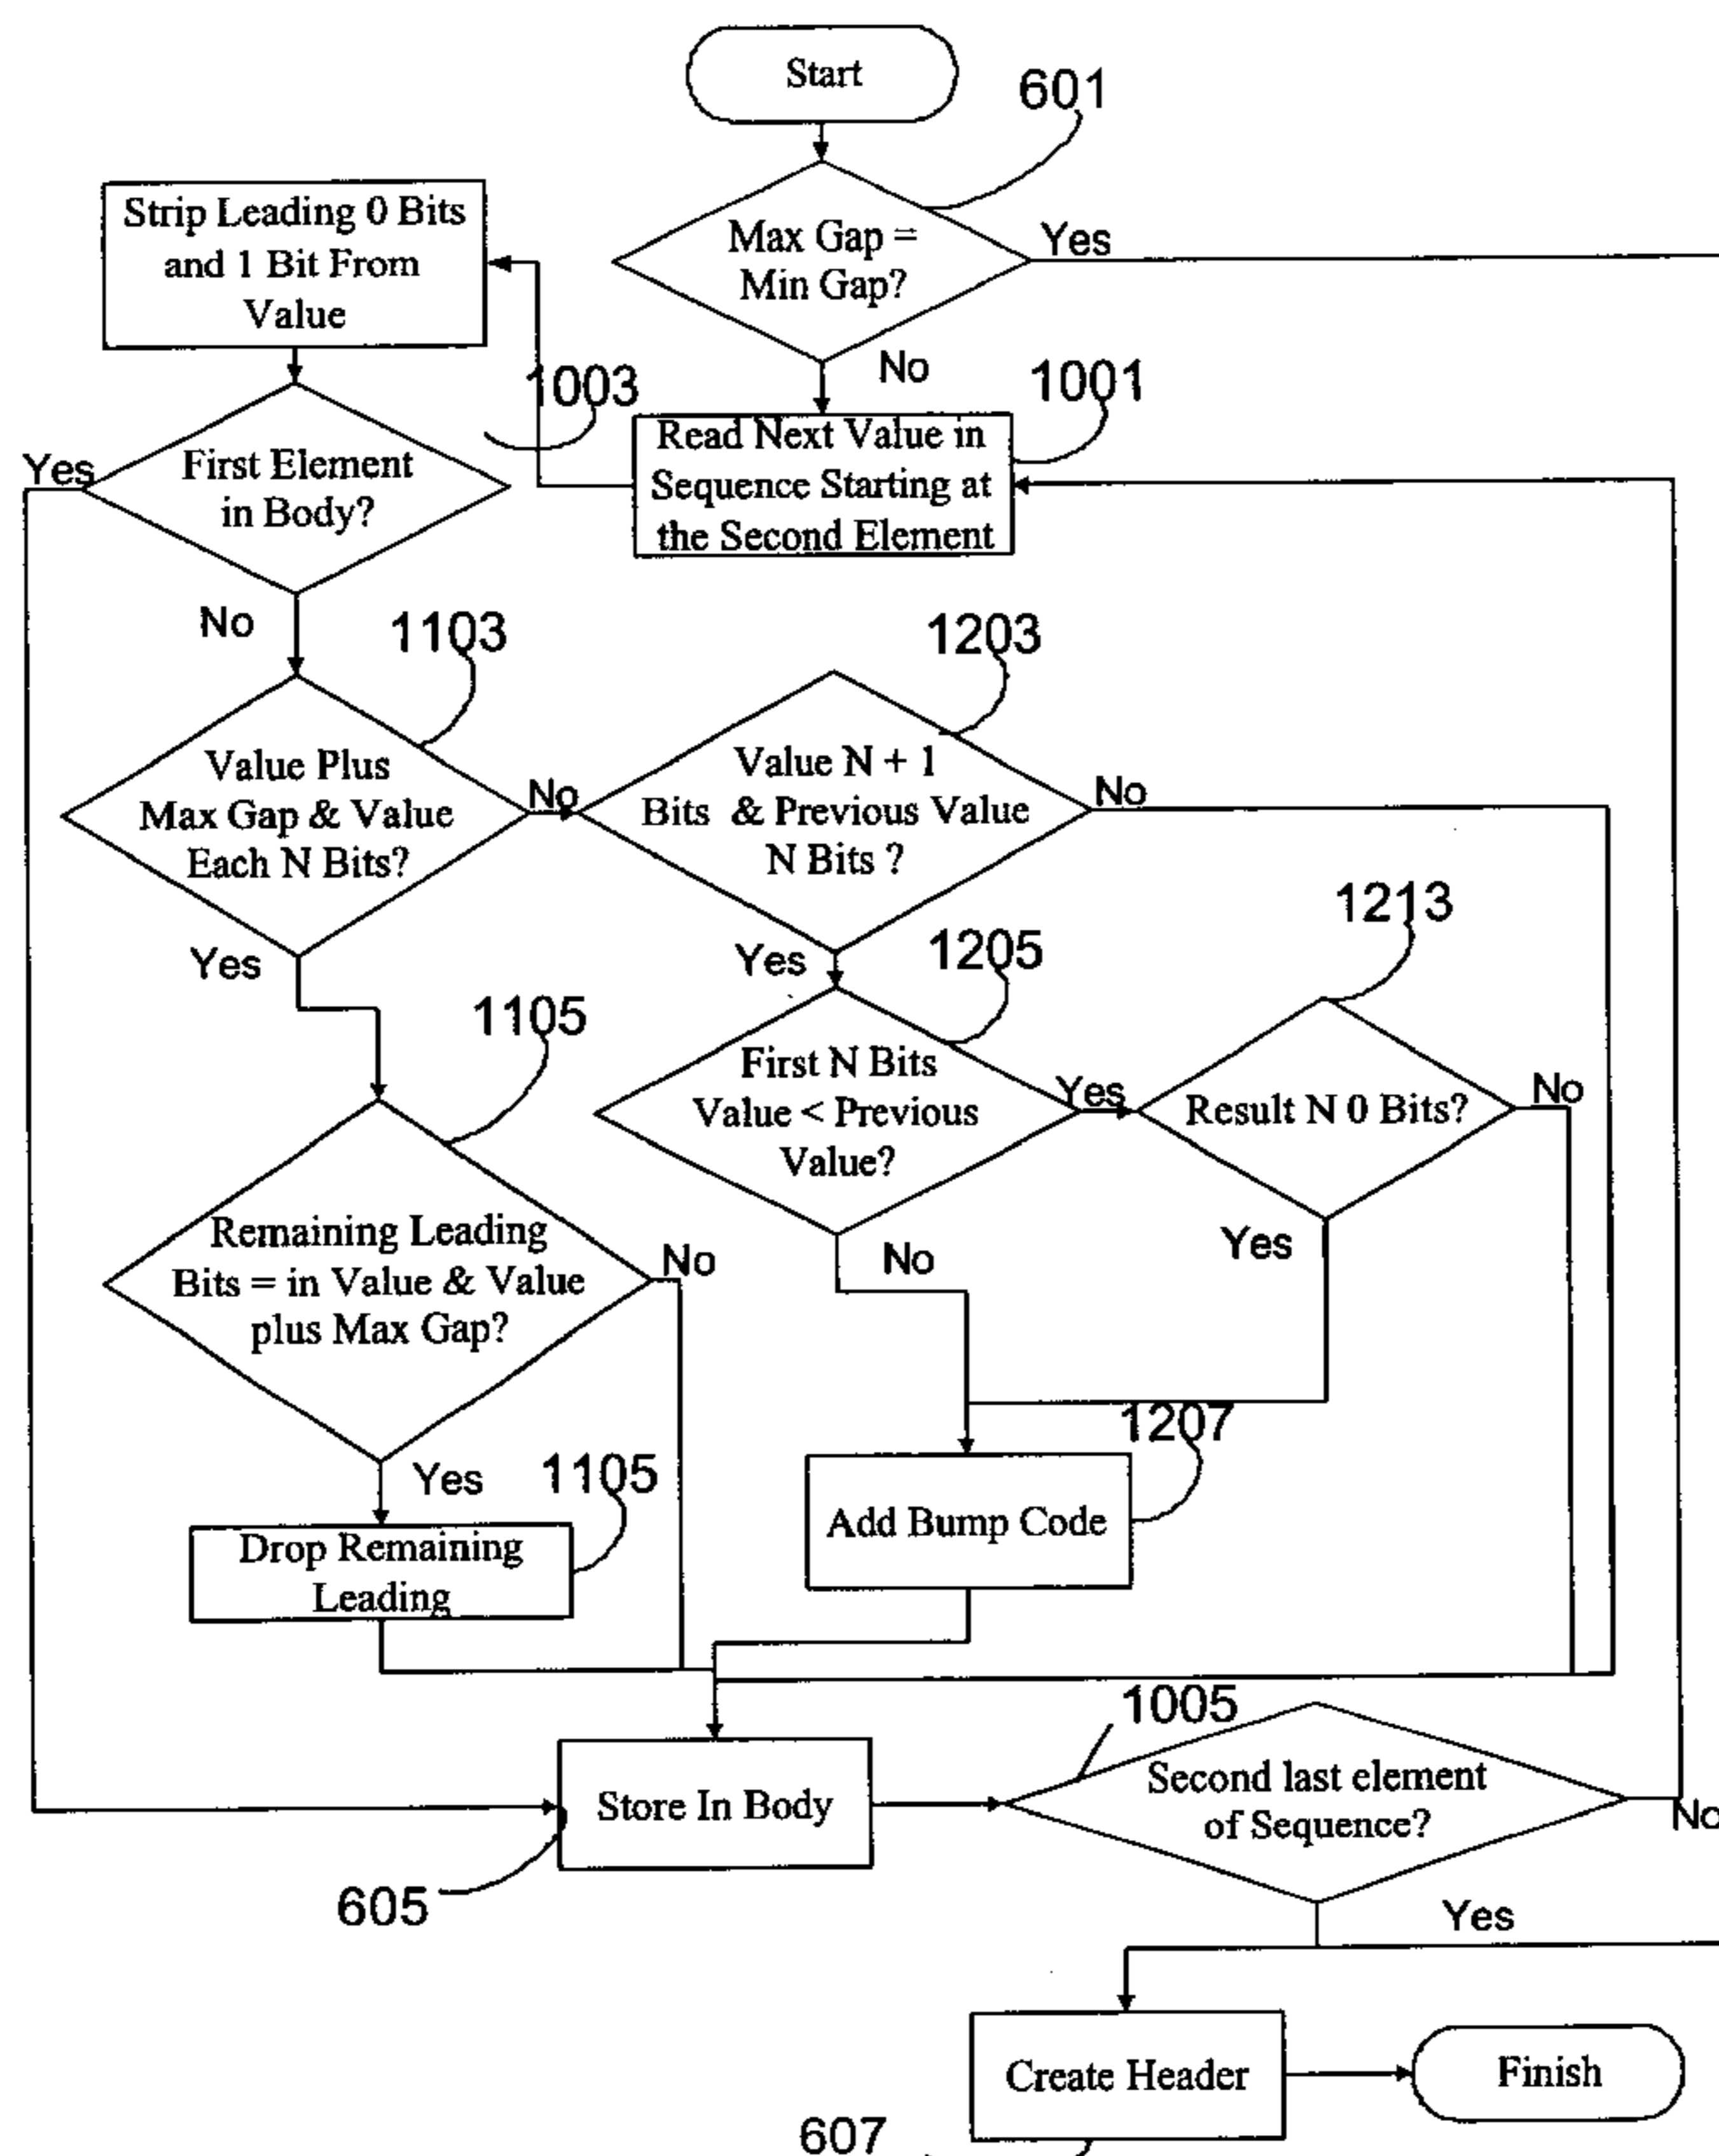 Start
601
Strip Leading 0 Bits
and 1 Bit From
Value
Max Gap =
Min Gap?
Yes
No
1003
1001
Read Next Value in
Sequence Starting at
the Second Element
Yes
First Element
in Body?
No
1103
1203
Value Plus
Max Gap & Value
Each N Bits?
No
Value N + 1
Bits & Previous Value
N Bits ?
No
Yes
Yes
1205
1213
1105
First N Bits
Value < Previous
Value?
Yes
Result N 0 Bits?
No
Remaining Leading
Bits = in Value & Value
plus Max Gap?
No
No
Yes
Yes
1105
1207
Drop Remaining
Leading
Add Bump Code
1005
Store In Body
Second last element
of Sequence?
No
605
Yes
Create Header
Finish
607